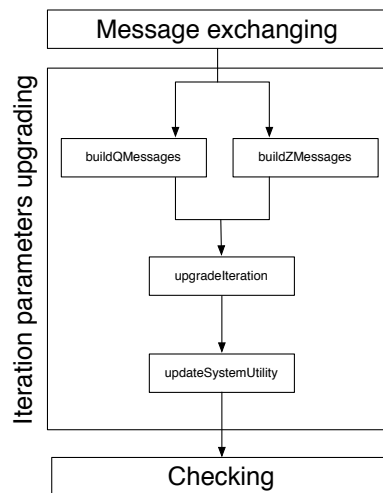 Message exchanging
Iteration parameters upgrading
buildQMessages
buildZMessages
upgradeIteration
updateSystemUtility
Checking